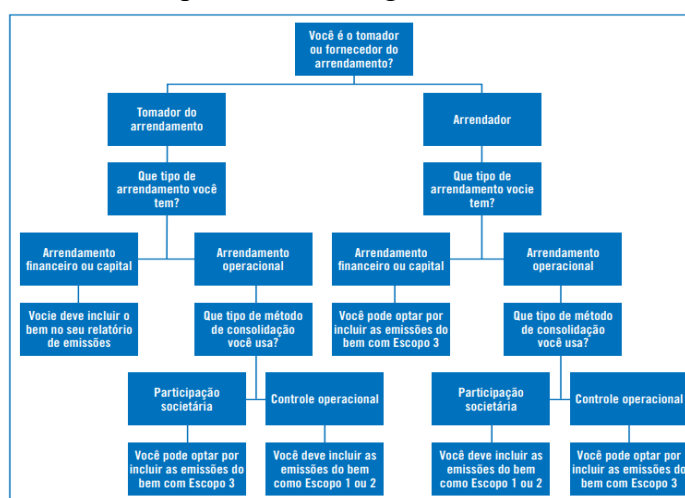 Você é o tomador
ou fornecedor do
arrendamento?
Tomador do
arrendamento
Arrendador
Que tipo de
arrendamento você
tem?
Que tipo de
arrendamento vocie
tem?
Arrendamento
financeiro ou capital
Arrendamento
operacional
Arrendamento
financeiro ou capital
Arrendamento
operacional
Vocie deve incluir o
bem no seu relatório
de emissões
Que tipo de método
de consolidação
você usa?
Você pode optar por
incluir as emissões do
bem com Escopo 3
Que tipo de método
de consolidação
você usa?
Participação
societária
Controle operacional
Participação
societária
Controle operacional
Você pode optar por
incluir as emissões do
bem com Escopo 3
Você deve incluir as
emissões do bem
como Escopo 1 ou 2
Você deve incluir as
emissões do bem
como Escopo 1 ou 2
Você pode optar por
incluir as emissões do
bem com Escopo 3